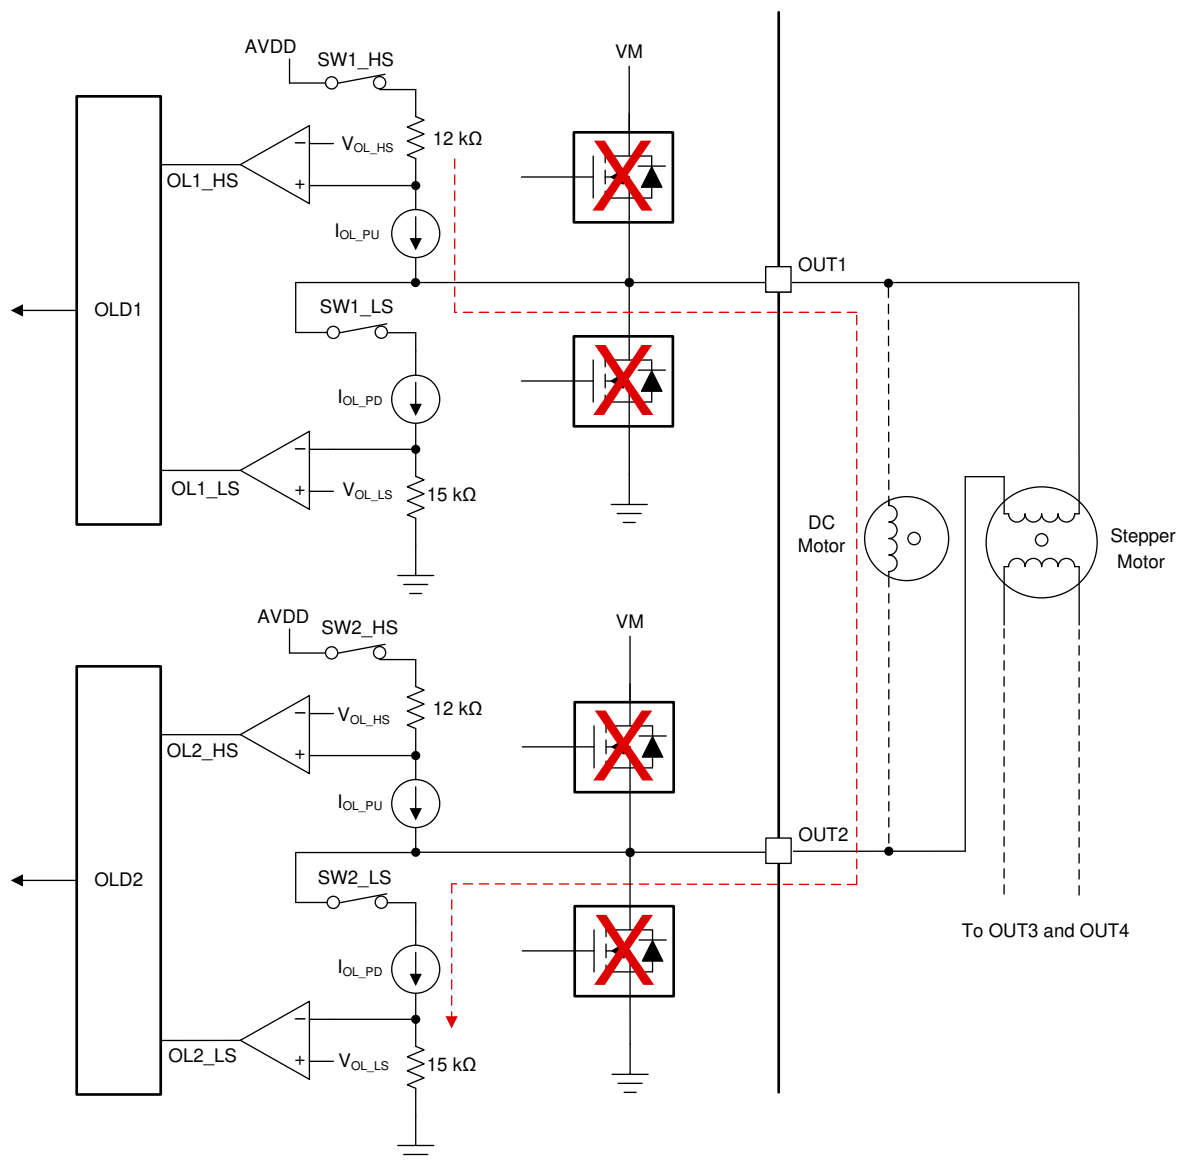 AVDD
SW1_HS
VM
12 kΩ
VOL_HS
−
+
OL1_HS
IOL_PU
OUT1
OLD1
SW1_LS
IOL_PD
−
+
OL1_LS
VOL_LS
15 kΩ
DC
Motor
Stepper
Motor
AVDD
SW2_HS
VM
12 kΩ
VOL_HS
−
+
OL2_HS
IOL_PU
OUT2
OLD2
SW2_LS
To OUT3 and OUT4
IOL_PD
−
+
OL2_LS
VOL_LS
15 kΩ